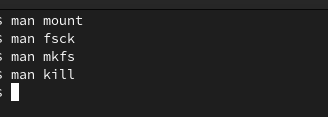 $ man mount
$ man fsck
$ man mkfs
$ man kill
$